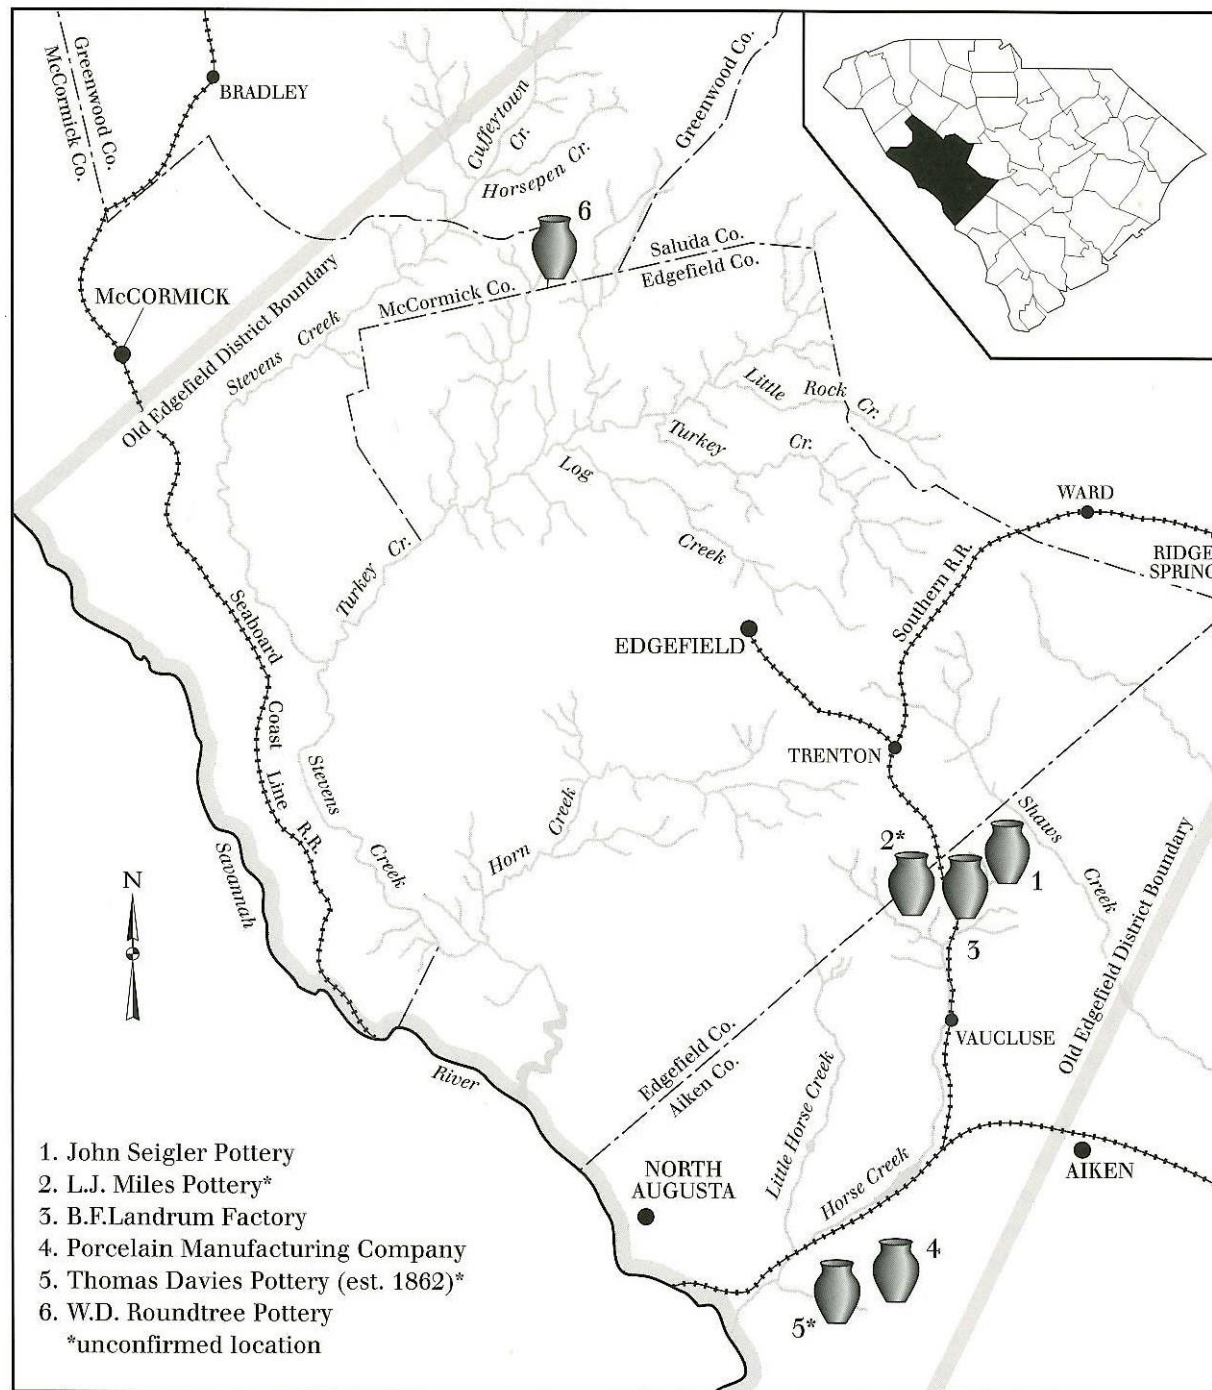 Greenwood Co.
McCormick Co.
BRADLEY
Cuffeytown
Cr.
Horsepen Cr.
Greenwood Co.
6
Saluda Co.
Edgefield Co.
McCormick Co.
McCORMICK
Old Edgefield District Boundary
Stevens Creek
Little Rock Cr.
Turkey Cr.
Log
Creek
Turkey Cr.
WARD
RIDGE
SPRING
Southern R.R.
EDGEFIELD
Seaboard
Coast
Line
R.R.
TRENTON
Stevens
Creek
Horn Creek
Shaws
Creek
Savannah
River
N
2*
1
3
Old Edgefield District Boundary
VAUCLUSE
Edgefield Co.
Aiken Co.
Little Horse Creek
Horse Creek
NORTH
AUGUSTA
AIKEN
4
5*
1. John Seigler Pottery
2. L.J. Miles Pottery*
3. B.F.Landrum Factory
4. Porcelain Manufacturing Company
5. Thomas Davies Pottery (est. 1862)*
6. W.D. Roundtree Pottery
*unconfirmed location